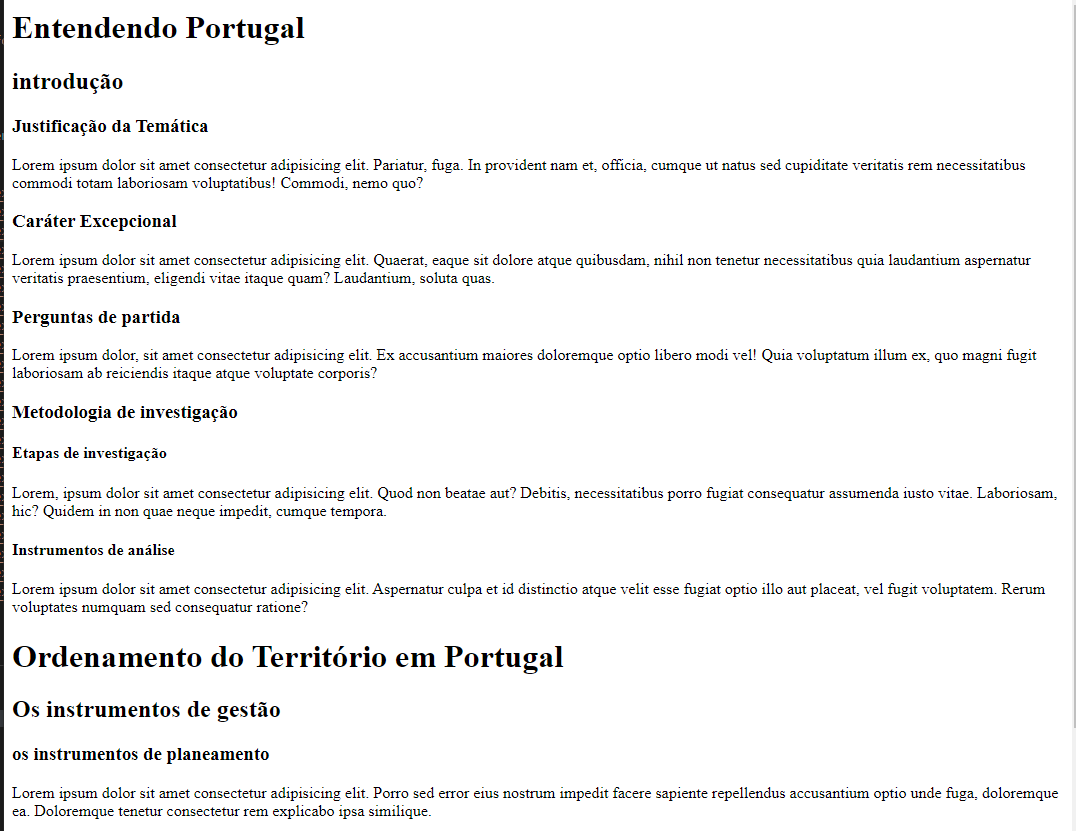 Entendendo Portugal
introdução
Justificação da Temática
Lorem ipsum dolor sit amet consectetur adipisicing elit. Pariatur, fuga. In provident nam et, officia, cumque ut natus sed cupiditate veritatis rem necessitatibus
commodi totam laboriosam voluptatibus! Commodi, nemo quo?
Caráter Excepcional
Lorem ipsum dolor sit amet consectetur adipisicing elit. Quaerat, eaque sit dolore atque quibusdam, nihil non tenetur necessitatibus quia laudantium aspernatur
veritatis praesentium, eligendi vitae itaque quam? Laudantium, soluta quas.
Perguntas de partida
Lorem ipsum dolor, sit amet consectetur adipisicing elit. Ex accusantium maiores doloremque optio libero modi vel! Quia voluptatum illum ex, quo magni fugit
laboriosam ab reiciendis itaque atque voluptate corporis?
Metodologia de investigação
Etapas de investigação
Lorem, ipsum dolor sit amet consectetur adipisicing elit. Quod non beatae aut? Debitis, necessitatibus porro fugiat consequatur assumenda iusto vitae. Laboriosam,
hic? Quidem in non quae neque impedit, cumque tempora.
Instrumentos de análise
Lorem ipsum dolor sit amet consectetur adipisicing elit. Aspernatur culpa et id distinctio atque velit esse fugiat optio illo aut placeat, vel fugit voluptatem. Rerum
voluptates numquam sed consequatur ratione?
Ordenamento do Território em Portugal
Os instrumentos de gestão
os instrumentos de planeamento
Lorem ipsum dolor sit amet consectetur adipisicing elit. Porro sed error eius nostrum impedit facere sapiente repellendus accusantium optio unde fuga, doloremque
ea. Doloremque tenetur consectetur rem explicabo ipsa similique.